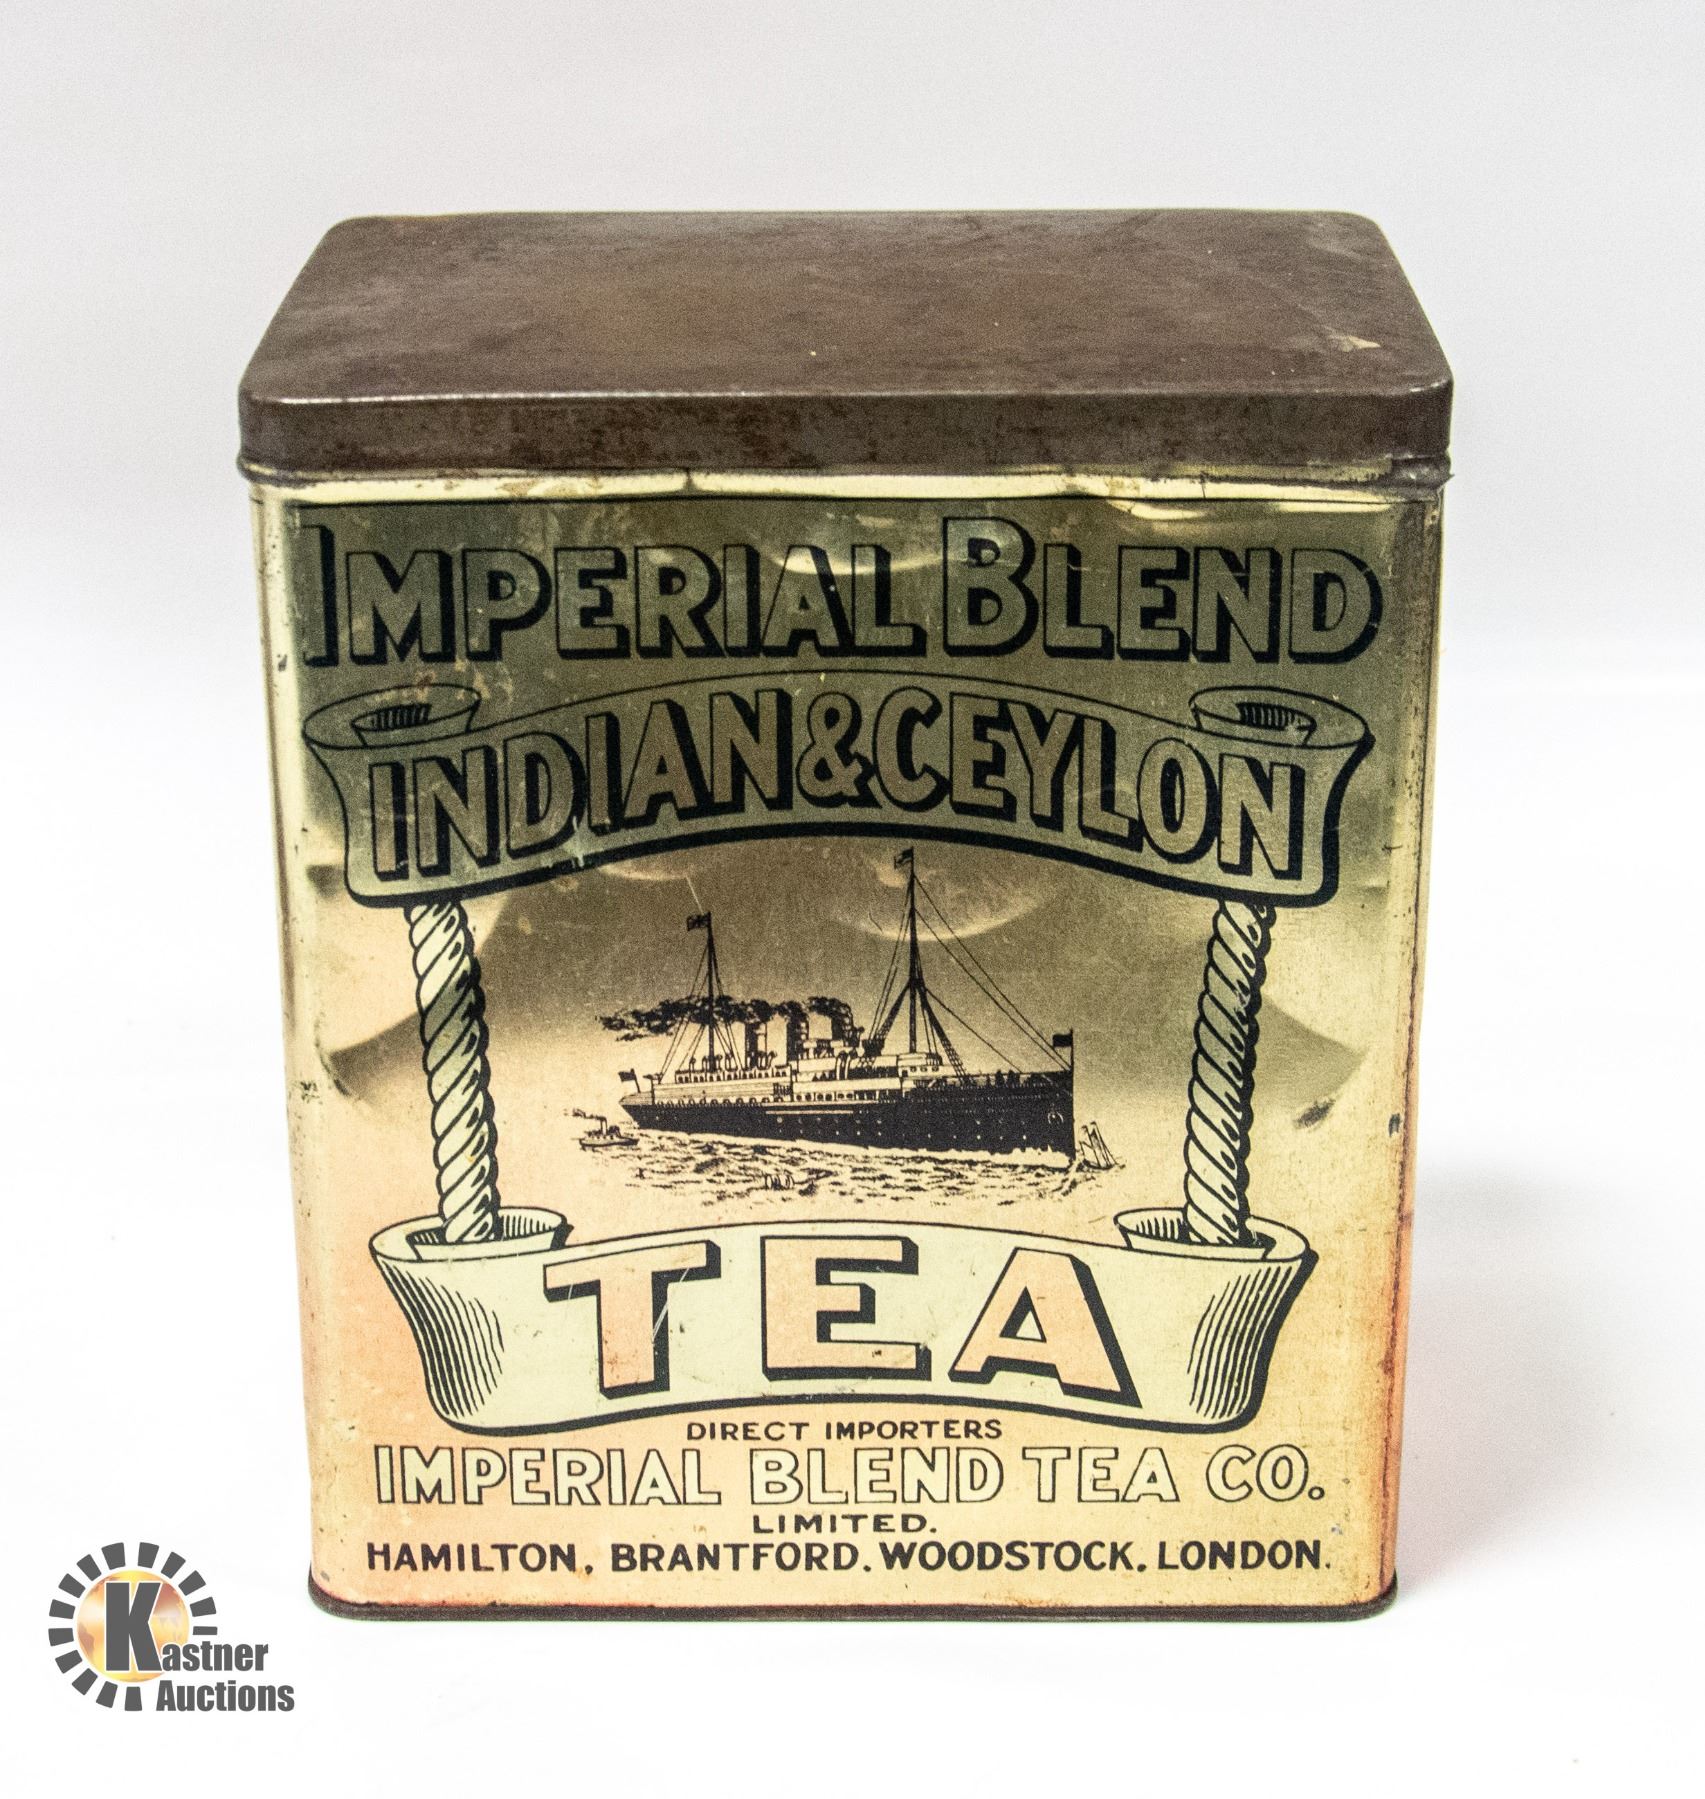 IMPERIAL BLEND
INDIAN & CEYLON
TEA
DIRECT IMPORTERS
IMPERIAL BLEND TEA CO.
LIMITED.
HAMILTON, BRANTFORD. WOODSTOCK. LONDON.
Kastner
Auctions